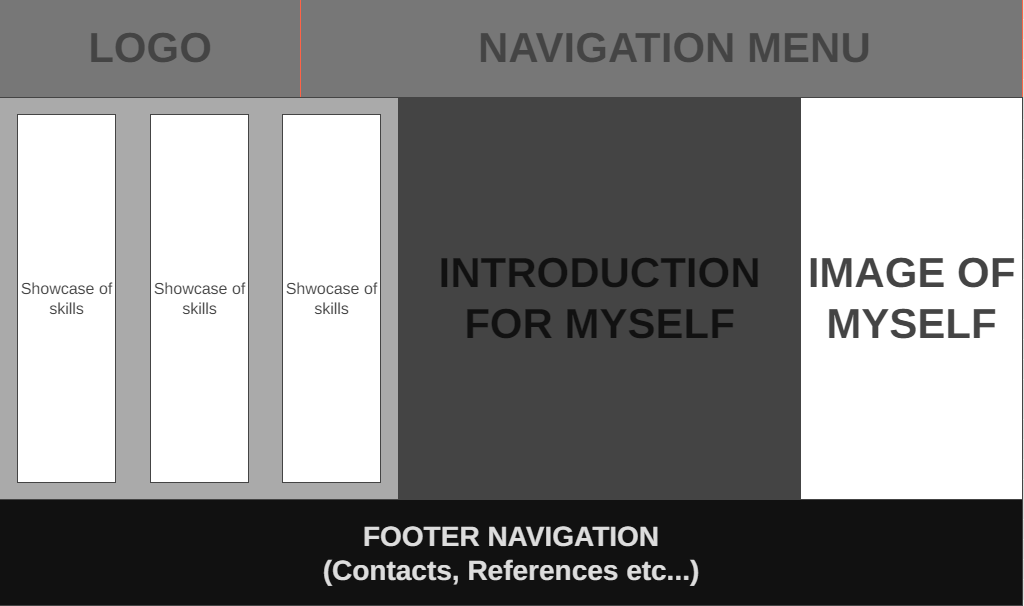 LOGO
NAVIGATION MENU
Showcase of
skills
Showcase of
skills
Shwocase of
skills
INTRODUCTION
FOR MYSELF
IMAGE OF
MYSELF
FOOTER NAVIGATION
(Contacts, References etc...)